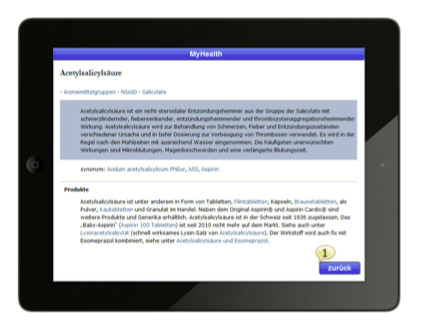 MyHealth
Acetylsalicylsäure
- Arzneimittelgruppen - NSAID - Salicylate
Acetylsalicylsäure ist ein nicht-steroidaler Entzündungshemmer aus der Gruppe der Salicylate mit
schmerzlindernder, fiebersenkender, entzündungshemmender und thrombozytenaggregationshemmender
Wirkung. Acetylsalicylsäure wird zur Behandlung von Schmerzen, Fieber und Entzündungszuständen
verschiedener Ursache und in tiefer Dosierung zur Vorbeugung von Thrombosen verwendet. Es wird in der
Regel nach den Mahlzeiten mit ausreichend Wasser eingenommen. Die häufigsten unerwünschten
Wirkungen sind Mikroblutungen, Magenbeschwerden und eine verlängerte Blutungszeit.
synonym: Acidum acetylsalicylicum PhEur, ASS, Aspirin
Produkte
Acetylsalicylsäure ist unter anderem in Form von Tabletten, Filmtabletten, Kapseln, Brausetabletten, als
Pulver, Kautabletten und Granulat im Handel. Neben dem Original Aspirin® und Aspirin Cardio® sind
weitere Produkte und Generika erhältlich. Acetylsalicylsäure ist in der Schweiz seit 1936 zugelassen. Das
„Baby-Aspirin“ (Aspirin 100 Tabletten) ist seit 2010 nicht mehr auf dem Markt. Siehe auch unter
Lysinacetylsalicylat (schnell wirksames Lysin-Salz von Acetylsalicylsäure). Der Wirkstoff wird auch fix mit
Esomeprazol kombiniert, siehe unter Acetylsalicylsäure und Esomeprazol.
1
zurück